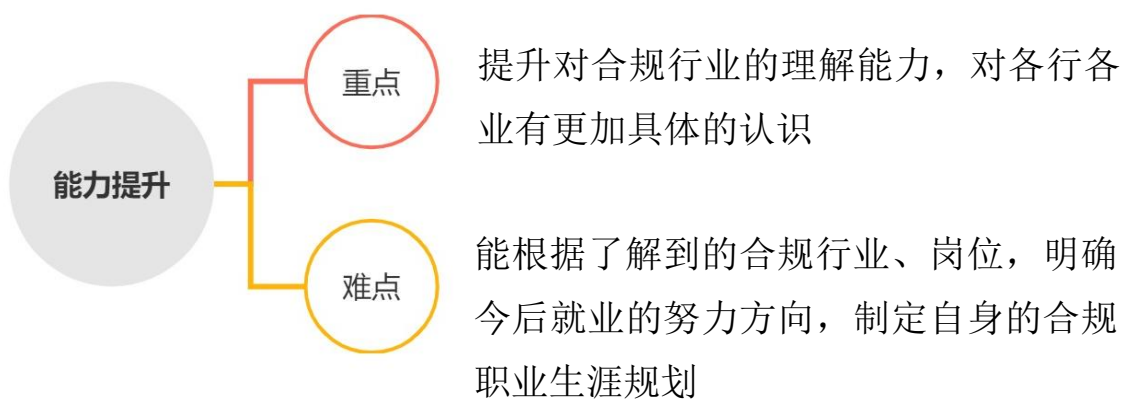 能力提升
重点
提升对合规行业的理解能力，对各行各
业有更加具体的认识
难点
能根据了解到的合规行业、岗位，明确
今后就业的努力方向，制定自身的合规
职业生涯规划